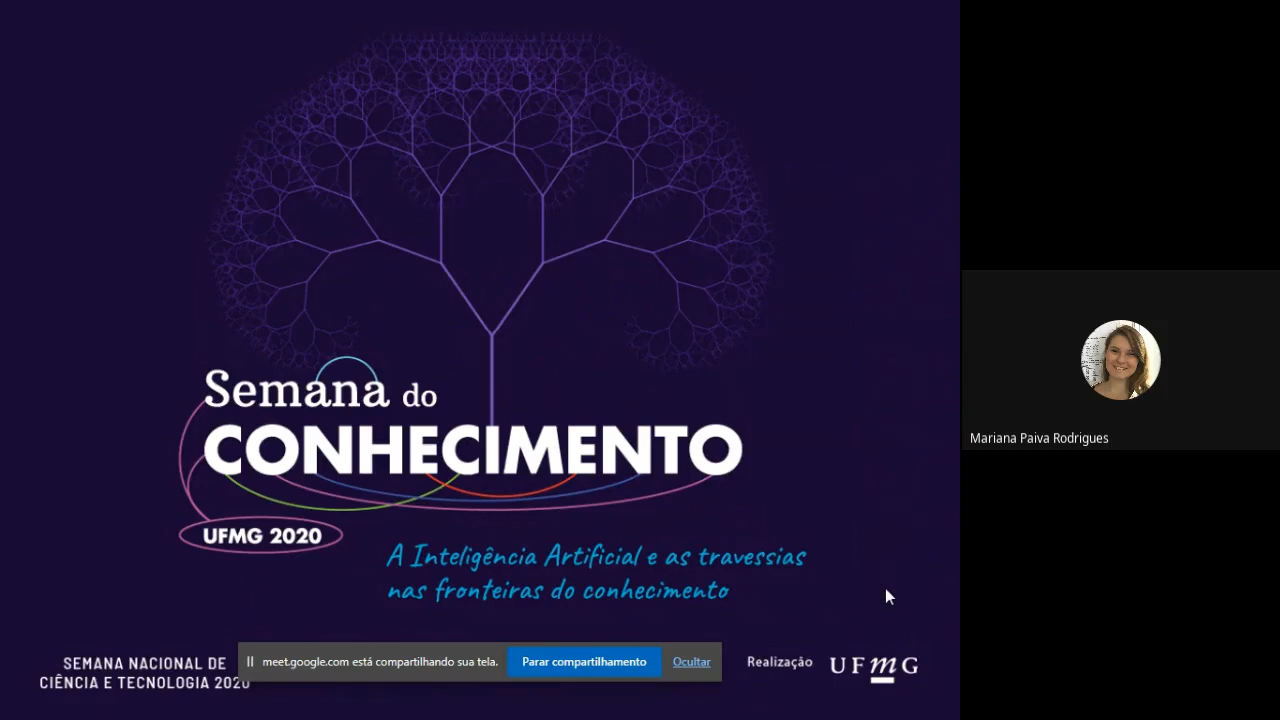 Semana do
CONHECIMENTO
UFMG 2020
A Inteligência Artificial e as travessias
nas fronteiras do conhecimento
SEMANA NACIONAL DE
CIÊNCIA E TECNOLOGIA 2020
meet.google.com está compartilhando sua tela.
Parar compartilhamento
Ocultar
Realização
UFmG
Mariana Paiva Rodrigues